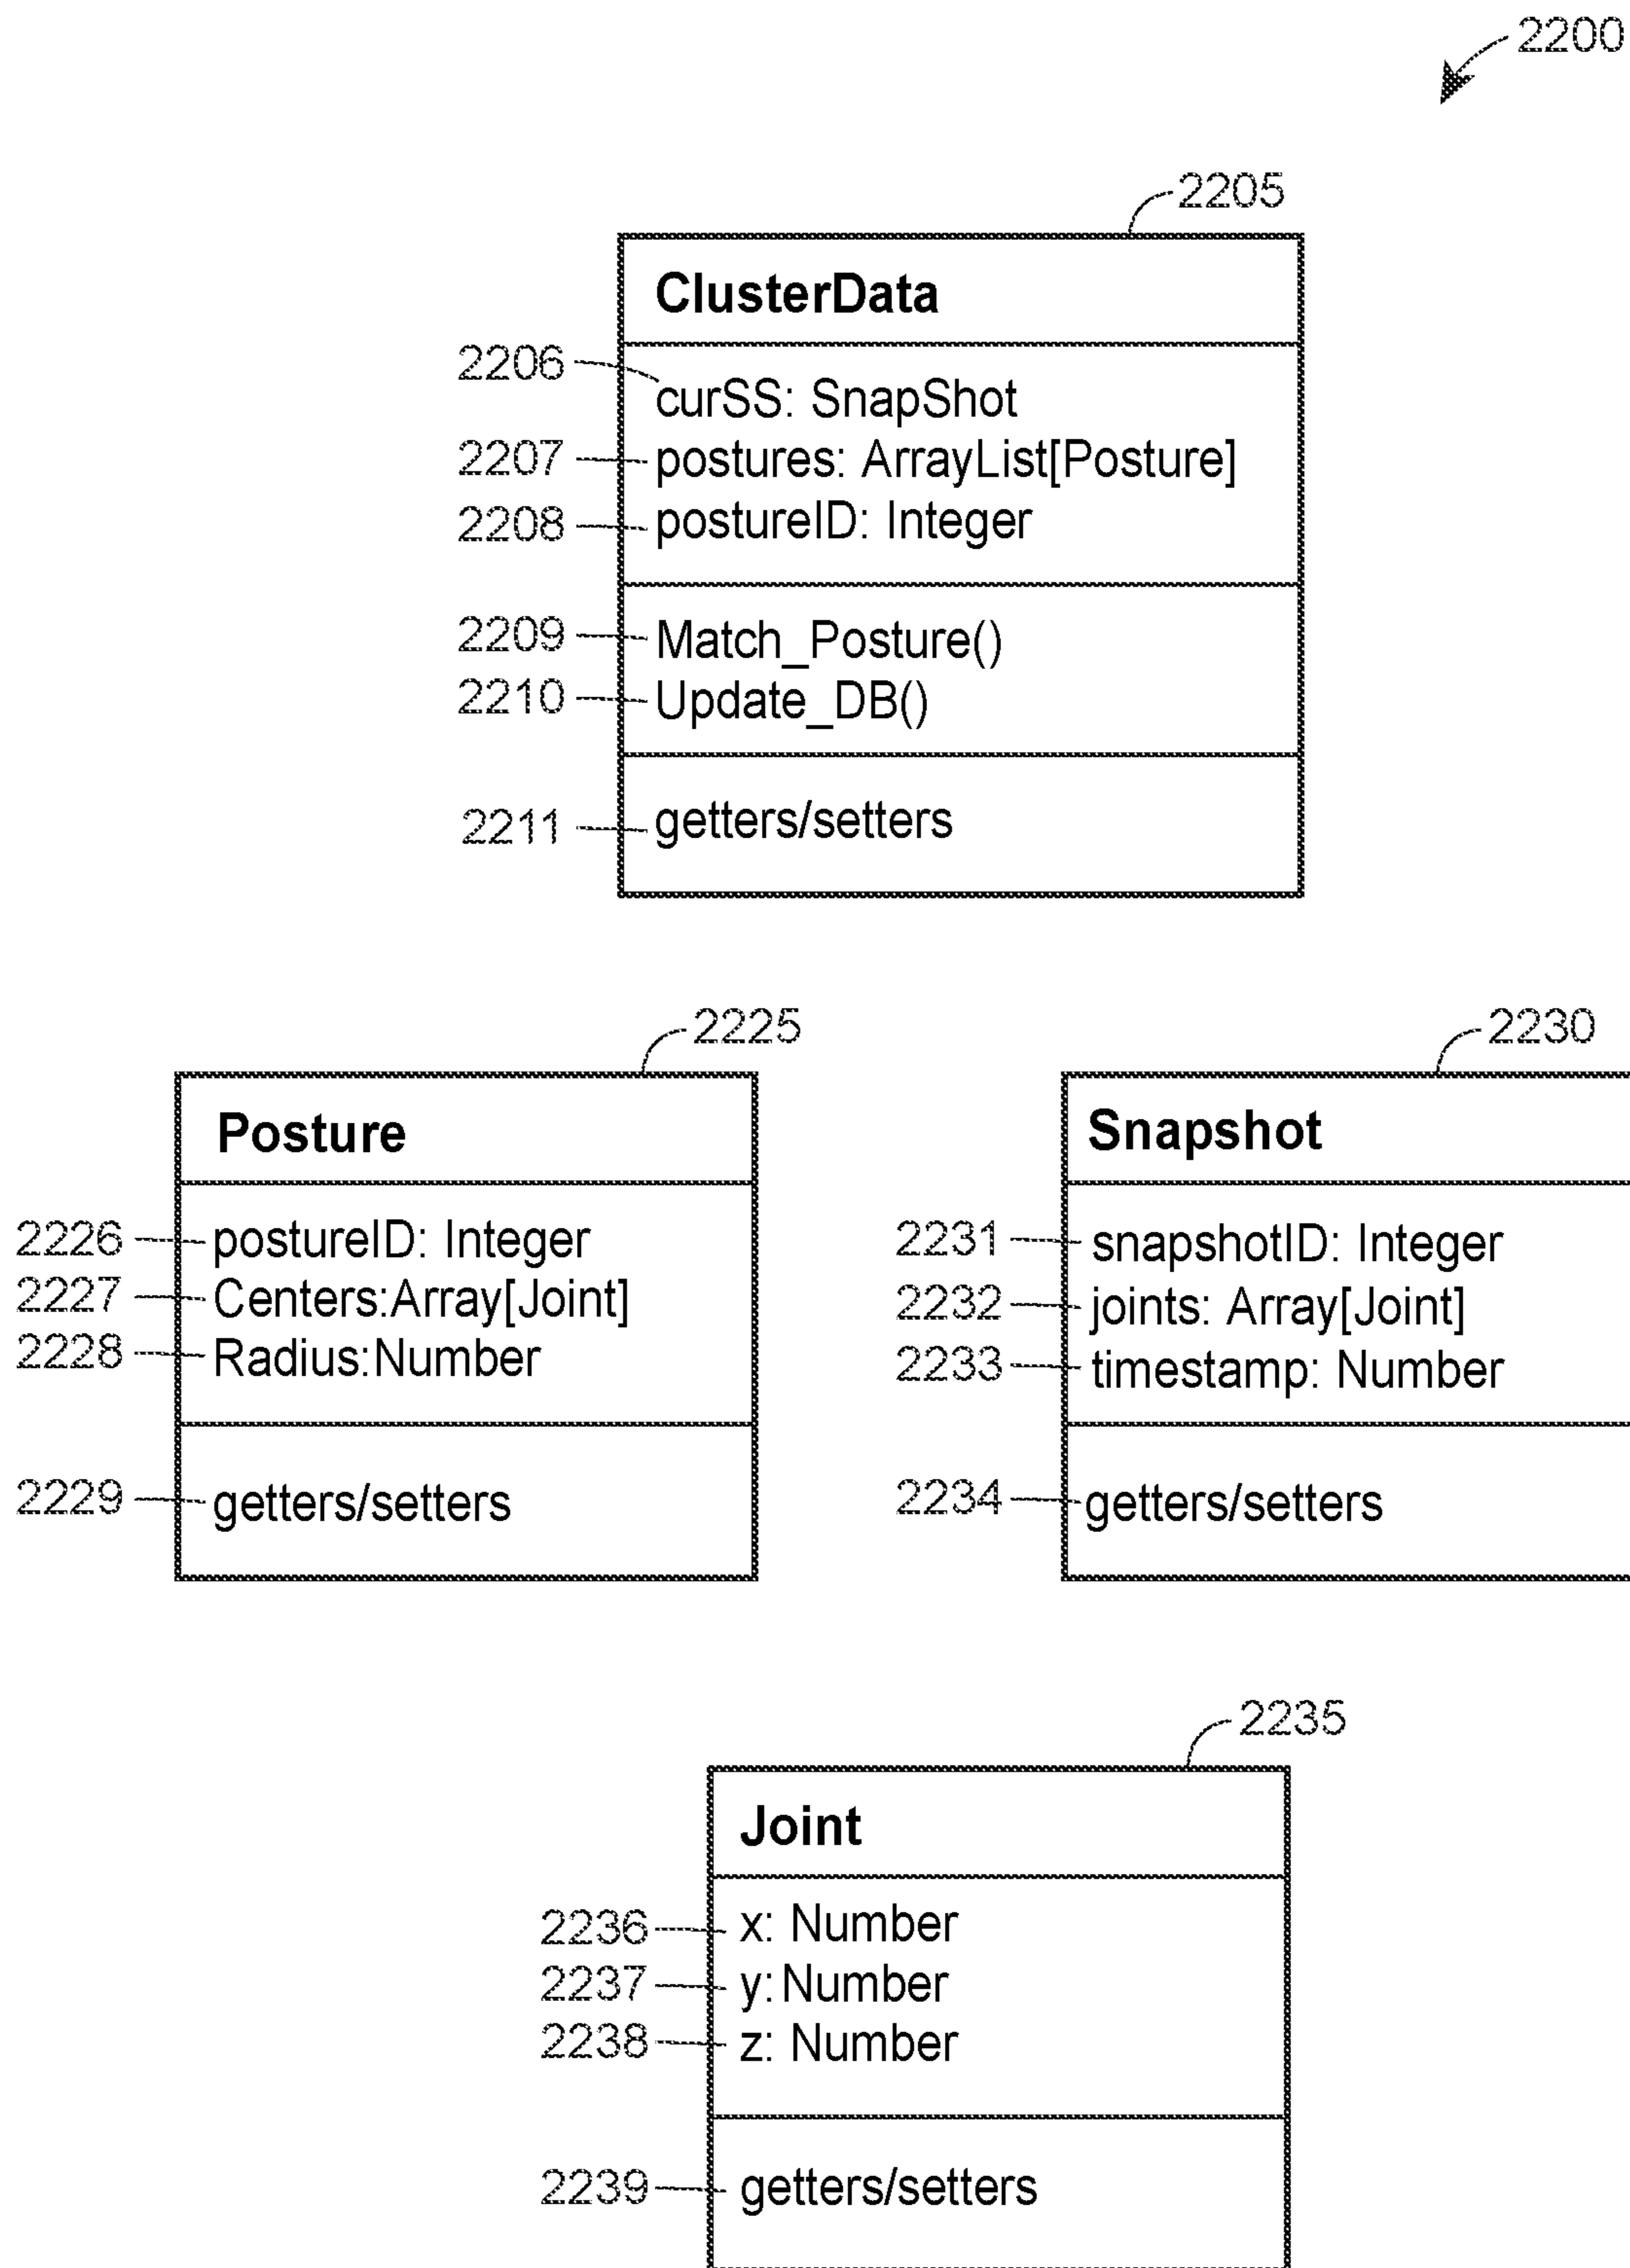 2200
2205
ClusterData
2206 curSS: SnapShot
2207 postures: ArrayList[Posture]
2208 postureID: Integer
2209 Match_Posture()
2210 Update_DB()
2211 getters/setters
2225
Posture
2226 postureID: Integer
2227 Centers:Array[Joint]
2228 Radius:Number
2229 getters/setters
2230
Snapshot
2231 snapshotID: Integer
2232 joints: Array[Joint]
2233 timestamp: Number
2234 getters/setters
2235
Joint
2236 x: Number
2237 y:Number
2238 z: Number
2239 getters/setters